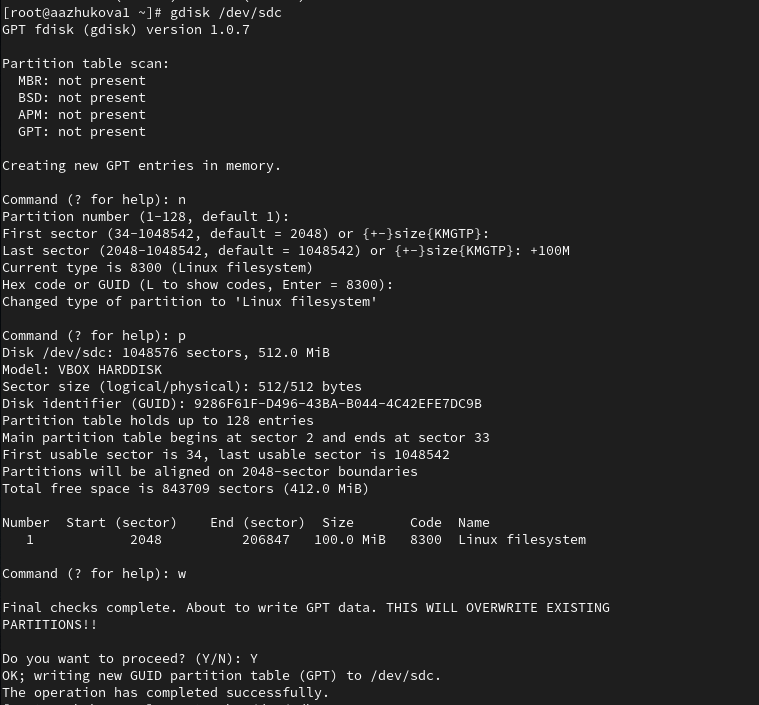 [root@aazhukova1 ~]# gdisk /dev/sdc
GPT fdisk (gdisk) version 1.0.7
Partition table scan:
MBR: not present
BSD: not present
APM: not present
GPT: not present
Creating new GPT entries in memory.
Command (? for help): n
Partition number (1-128, default 1):
First sector (34-1048542, default = 2048) or {+-}size{KMGTP}:
Last sector (2048-1048542, default = 1048542) or {+-}size{KMGTP}: +100M
Current type is 8300 (Linux filesystem)
Hex code or GUID (L to show codes, Enter = 8300):
Changed type of partition to 'Linux filesystem'
Command (? for help): p
Disk /dev/sdc: 1048576 sectors, 512.0 MiB
Model: VBOX HARDDISK
Sector size (logical/physical): 512/512 bytes
Disk identifier (GUID): 9286F61F-D496-43BA-B044-4C42EFE7DC9B
Partition table holds up to 128 entries
Main partition table begins at sector 2 and ends at sector 33
First usable sector is 34, last usable sector is 1048542
Partitions will be aligned on 2048-sector boundaries
Total free space is 843709 sectors (412.0 MiB)
Number  Start (sector)    End (sector)  Size       Code  Name
1            2048          206847   100.0 MiB   8300  Linux filesystem
Command (? for help): w
Final checks complete. About to write GPT data. THIS WILL OVERWRITE EXISTING
PARTITIONS!!
Do you want to proceed? (Y/N): Y
OK; writing new GUID partition table (GPT) to /dev/sdc.
The operation has completed successfully.